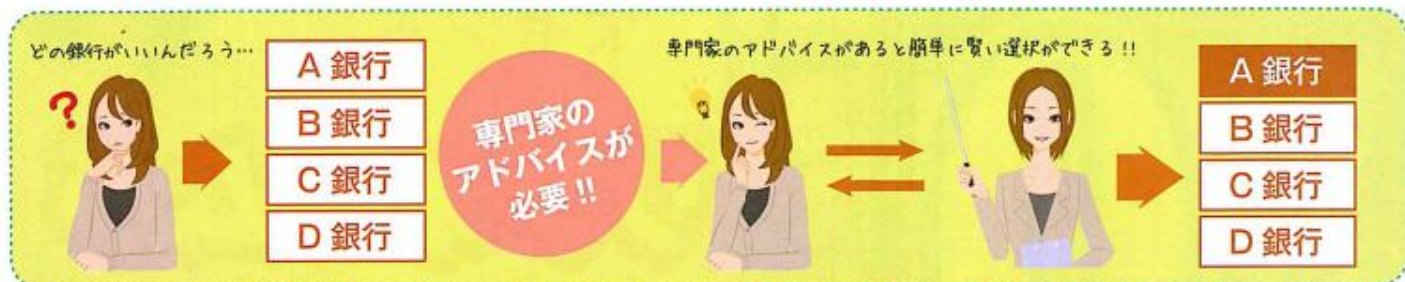 どの銀行がいいんだろう…
?
A 銀行
B 銀行
C 銀行
D 銀行
専門家の
アドバイスが
必要!!
専門家のアドバイスがあると簡単に賢い選択ができる!!
A 銀行
B 銀行
C 銀行
D 銀行